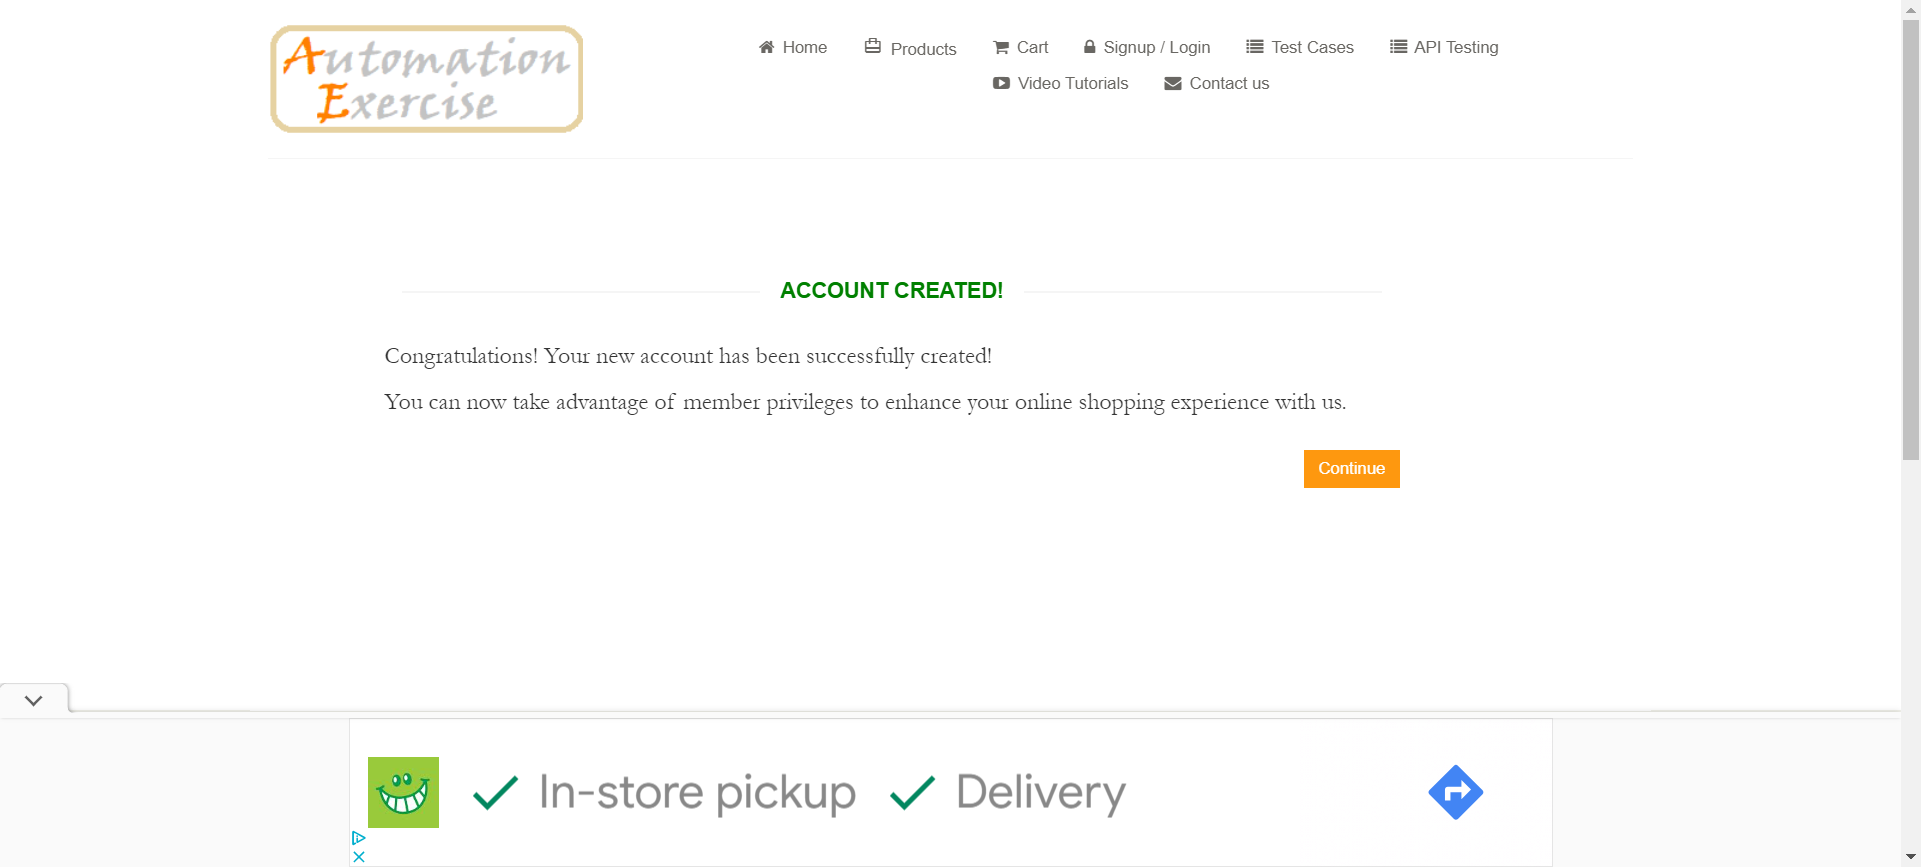 Automation
Exercise
Home Products Cart Signup / Login Test Cases API Testing
Video Tutorials Contact us
ACCOUNT CREATED!
Congratulations! Your new account has been successfully created!
You can now take advantage of member privileges to enhance your online shopping experience with us.
Continue
In-store pickup Delivery